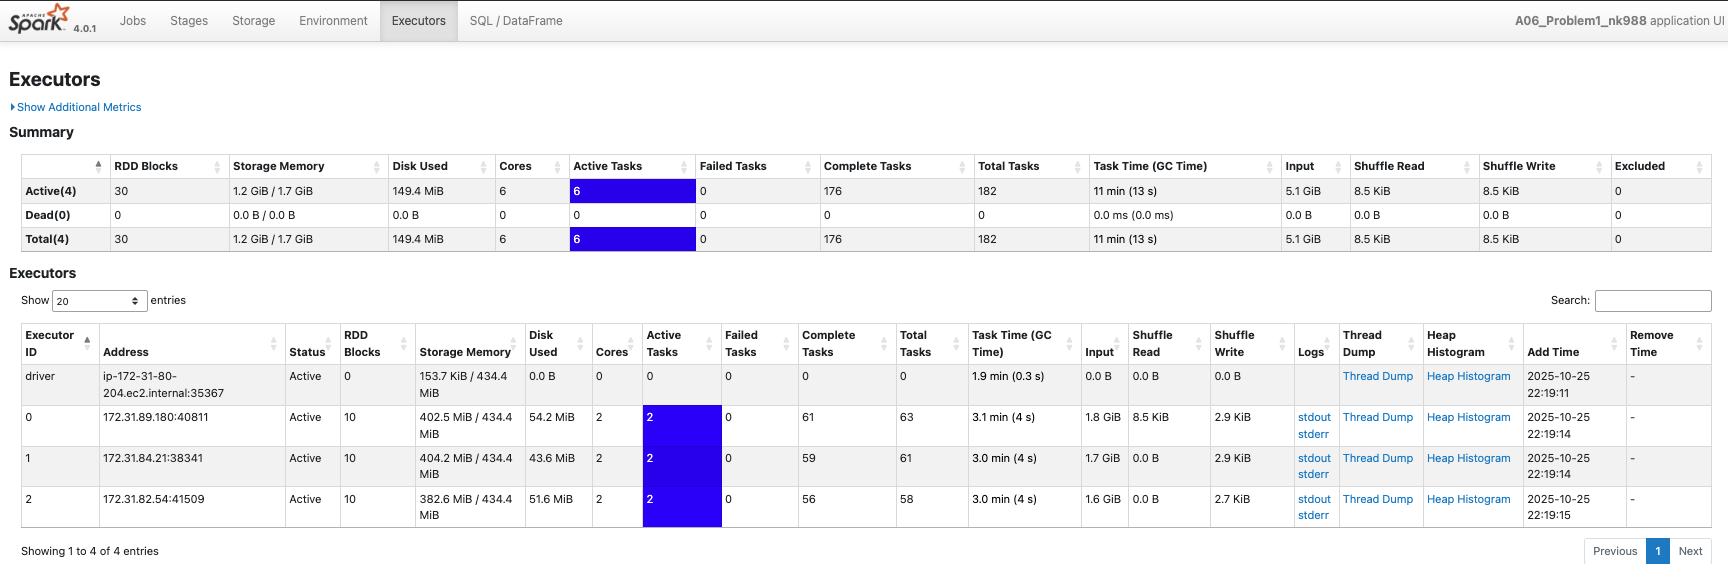 APACHE Spark 4.0.1 Jobs Stages Storage Environment Executors SQL / DataFrame A06_Problem1_nk988 application UI
Executors
Show Additional Metrics
Summary
RDD Blocks Storage Memory Disk Used Cores Active Tasks Failed Tasks Complete Tasks Total Tasks Task Time (GC Time) Input Shuffle Read Shuffle Write Excluded
Active(4) 30 1.2 GiB / 1.7 GiB 149.4 MiB 6 6 0 176 182 11 min (13 s) 5.1 GiB 8.5 KiB 8.5 KiB 0
Dead(0) 0 0.0 B / 0.0 B 0.0 B 0 0 0 0 0 0.0 ms (0.0 ms) 0.0 B 0.0 B 0.0 B 0
Total(4) 30 1.2 GiB / 1.7 GiB 149.4 MiB 6 6 0 176 182 11 min (13 s) 5.1 GiB 8.5 KiB 8.5 KiB 0
Executors
Show 20 entries Search:
Executor RDD Disk Active Failed Complete Total Task Time (GC Shuffle Shuffle Thread Heap Remove
ID Address Status Blocks Storage Memory Used Cores Tasks Tasks Tasks Tasks Time) Input Read Write Logs Dump Histogram Add Time Time
driver ip-172-31-80- Active 0 153.7 KiB / 434.4 0.0 B 0 0 0 0 0 1.9 min (0.3 s) 0.0 B 0.0 B 0.0 B Thread Dump Heap Histogram 2025-10-25 -
204.ec2.internal:35367 MiB 22:19:11
0 172.31.89.180:40811 Active 10 402.5 MiB / 434.4 54.2 MiB 2 2 0 61 63 3.1 min (4 s) 1.8 GiB 8.5 KiB 2.9 KiB stdout Thread Dump Heap Histogram 2025-10-25 -
MiB stderr 22:19:14
1 172.31.84.21:38341 Active 10 404.2 MiB / 434.4 43.6 MiB 2 2 0 59 61 3.0 min (4 s) 1.7 GiB 0.0 B 2.9 KiB stdout Thread Dump Heap Histogram 2025-10-25 -
MiB stderr 22:19:14
2 172.31.82.54:41509 Active 10 382.6 MiB / 434.4 51.6 MiB 2 2 0 56 58 3.0 min (4 s) 1.6 GiB 0.0 B 2.7 KiB stdout Thread Dump Heap Histogram 2025-10-25 -
MiB stderr 22:19:15
Showing 1 to 4 of 4 entries Previous 1 Next